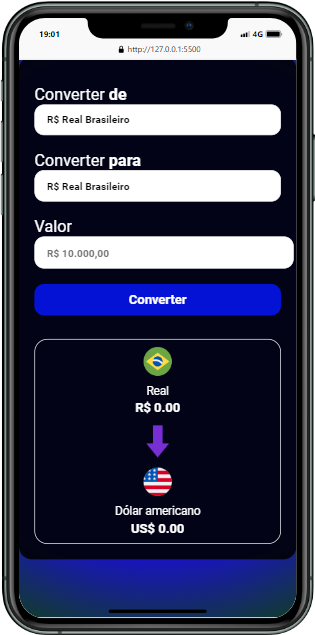 19:01
4G
http://127.0.0.1:5500
Converter de
R$ Real Brasileiro
Converter para
R$ Real Brasileiro
Valor
R$ 10.000,00
Converter
Real
R$ 0.00
Dólar americano
US$ 0.00